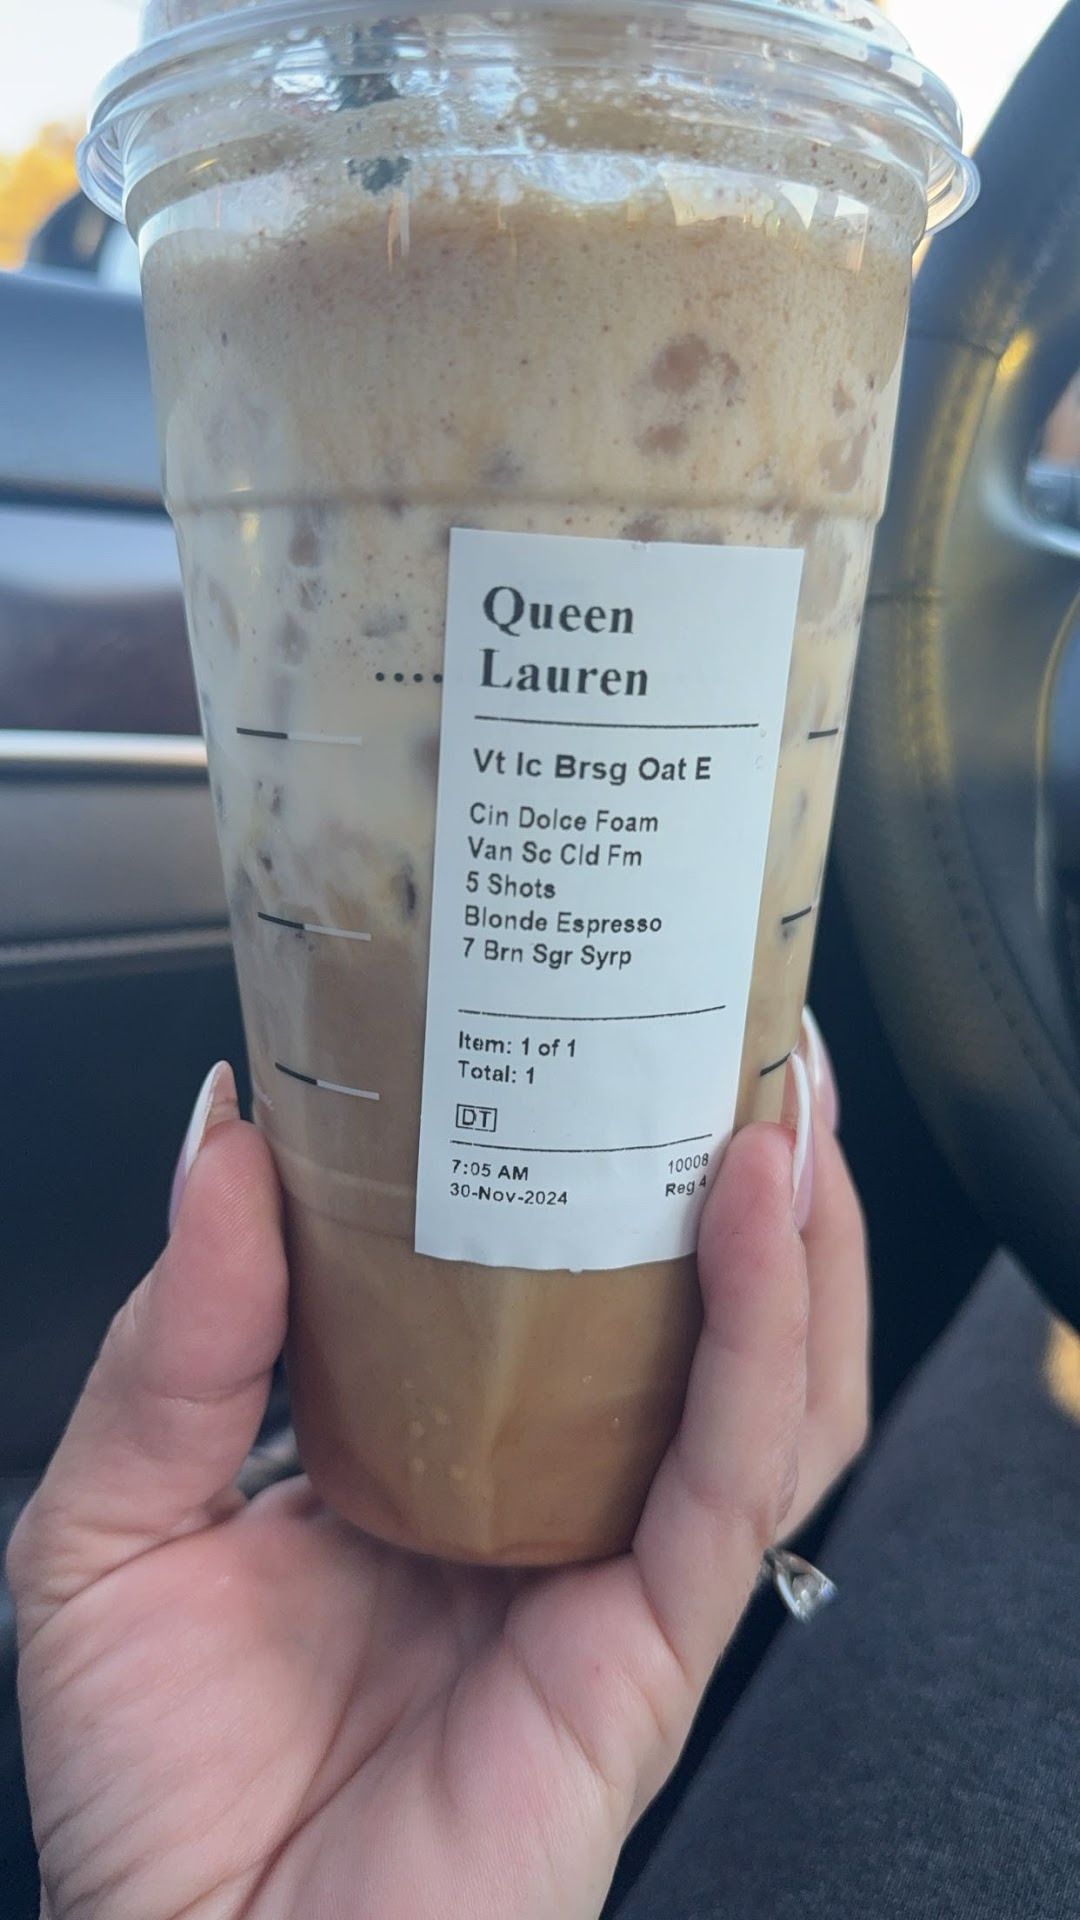 Queen
Lauren
Vt Ic Brsg Oat E
Cin Dolce Foam
Van Sc Cld Fm
5 Shots
Blonde Espresso
7 Brn Sgr Syrp
Item: 1 of 1
Total: 1
DT
7:05 AM 10008
30-Nov-2024 Reg 4